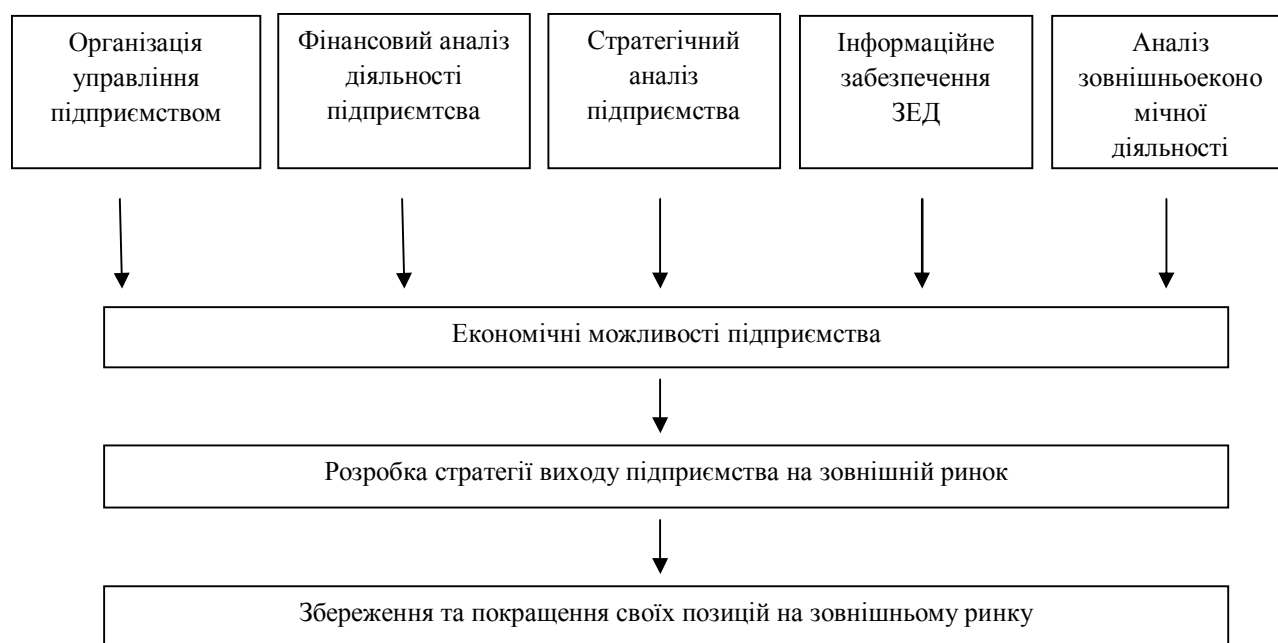 Організація
управління
підприємством
Фінансовий аналіз
діяльності
підприємтсва
Стратегічний
аналіз
підприємства
Інформаційне
забезпечення
ЗЕД
Аналіз
зовнішньоеконо
мічної
діяльності
Економічні можливості підприємства
Розробка стратегії виходу підприємства на зовнішній ринок
Збереження та покращення своїх позицій на зовнішньому ринку